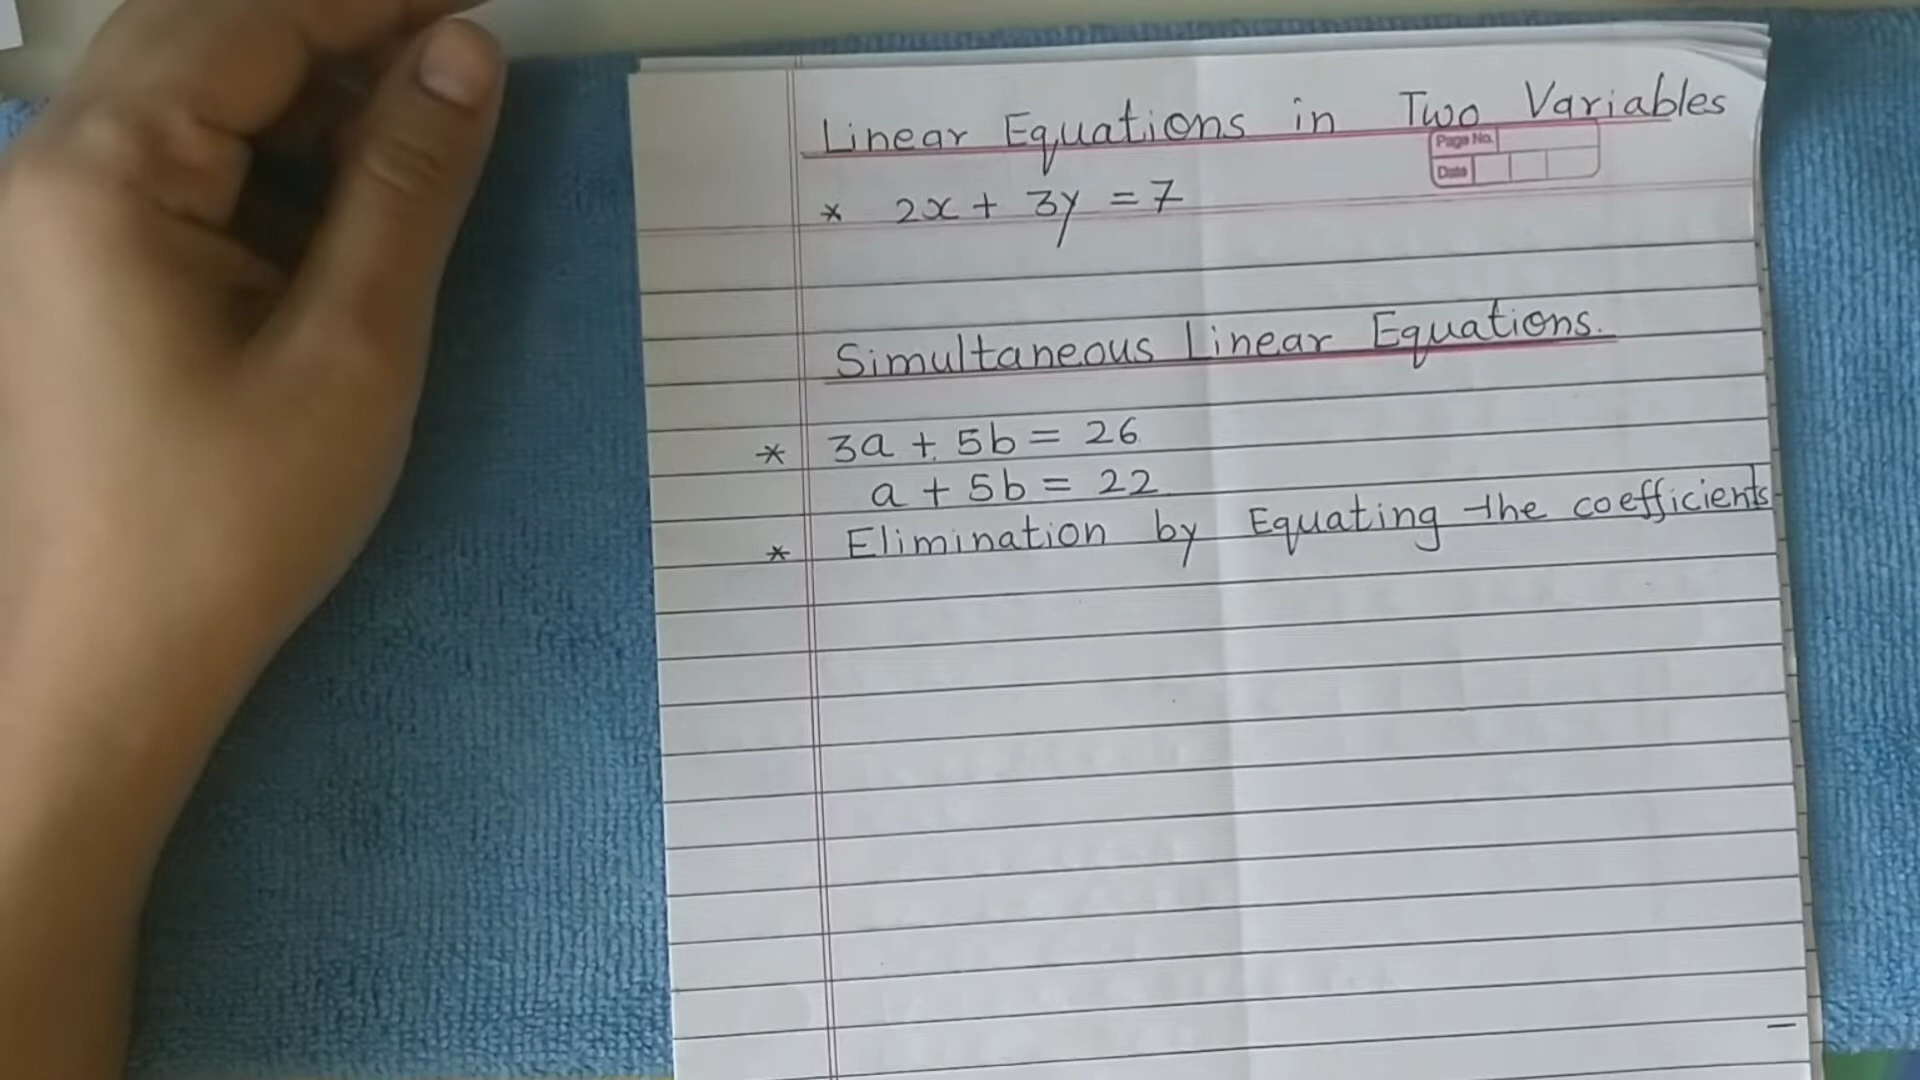 Linear Equations in Two Variables
Page No.
Date
* 2x + 3y = 7
Simultaneous Linear Equations.
* 3a + 5b = 26
a + 5b = 22
* Elimination by Equating the coefficients